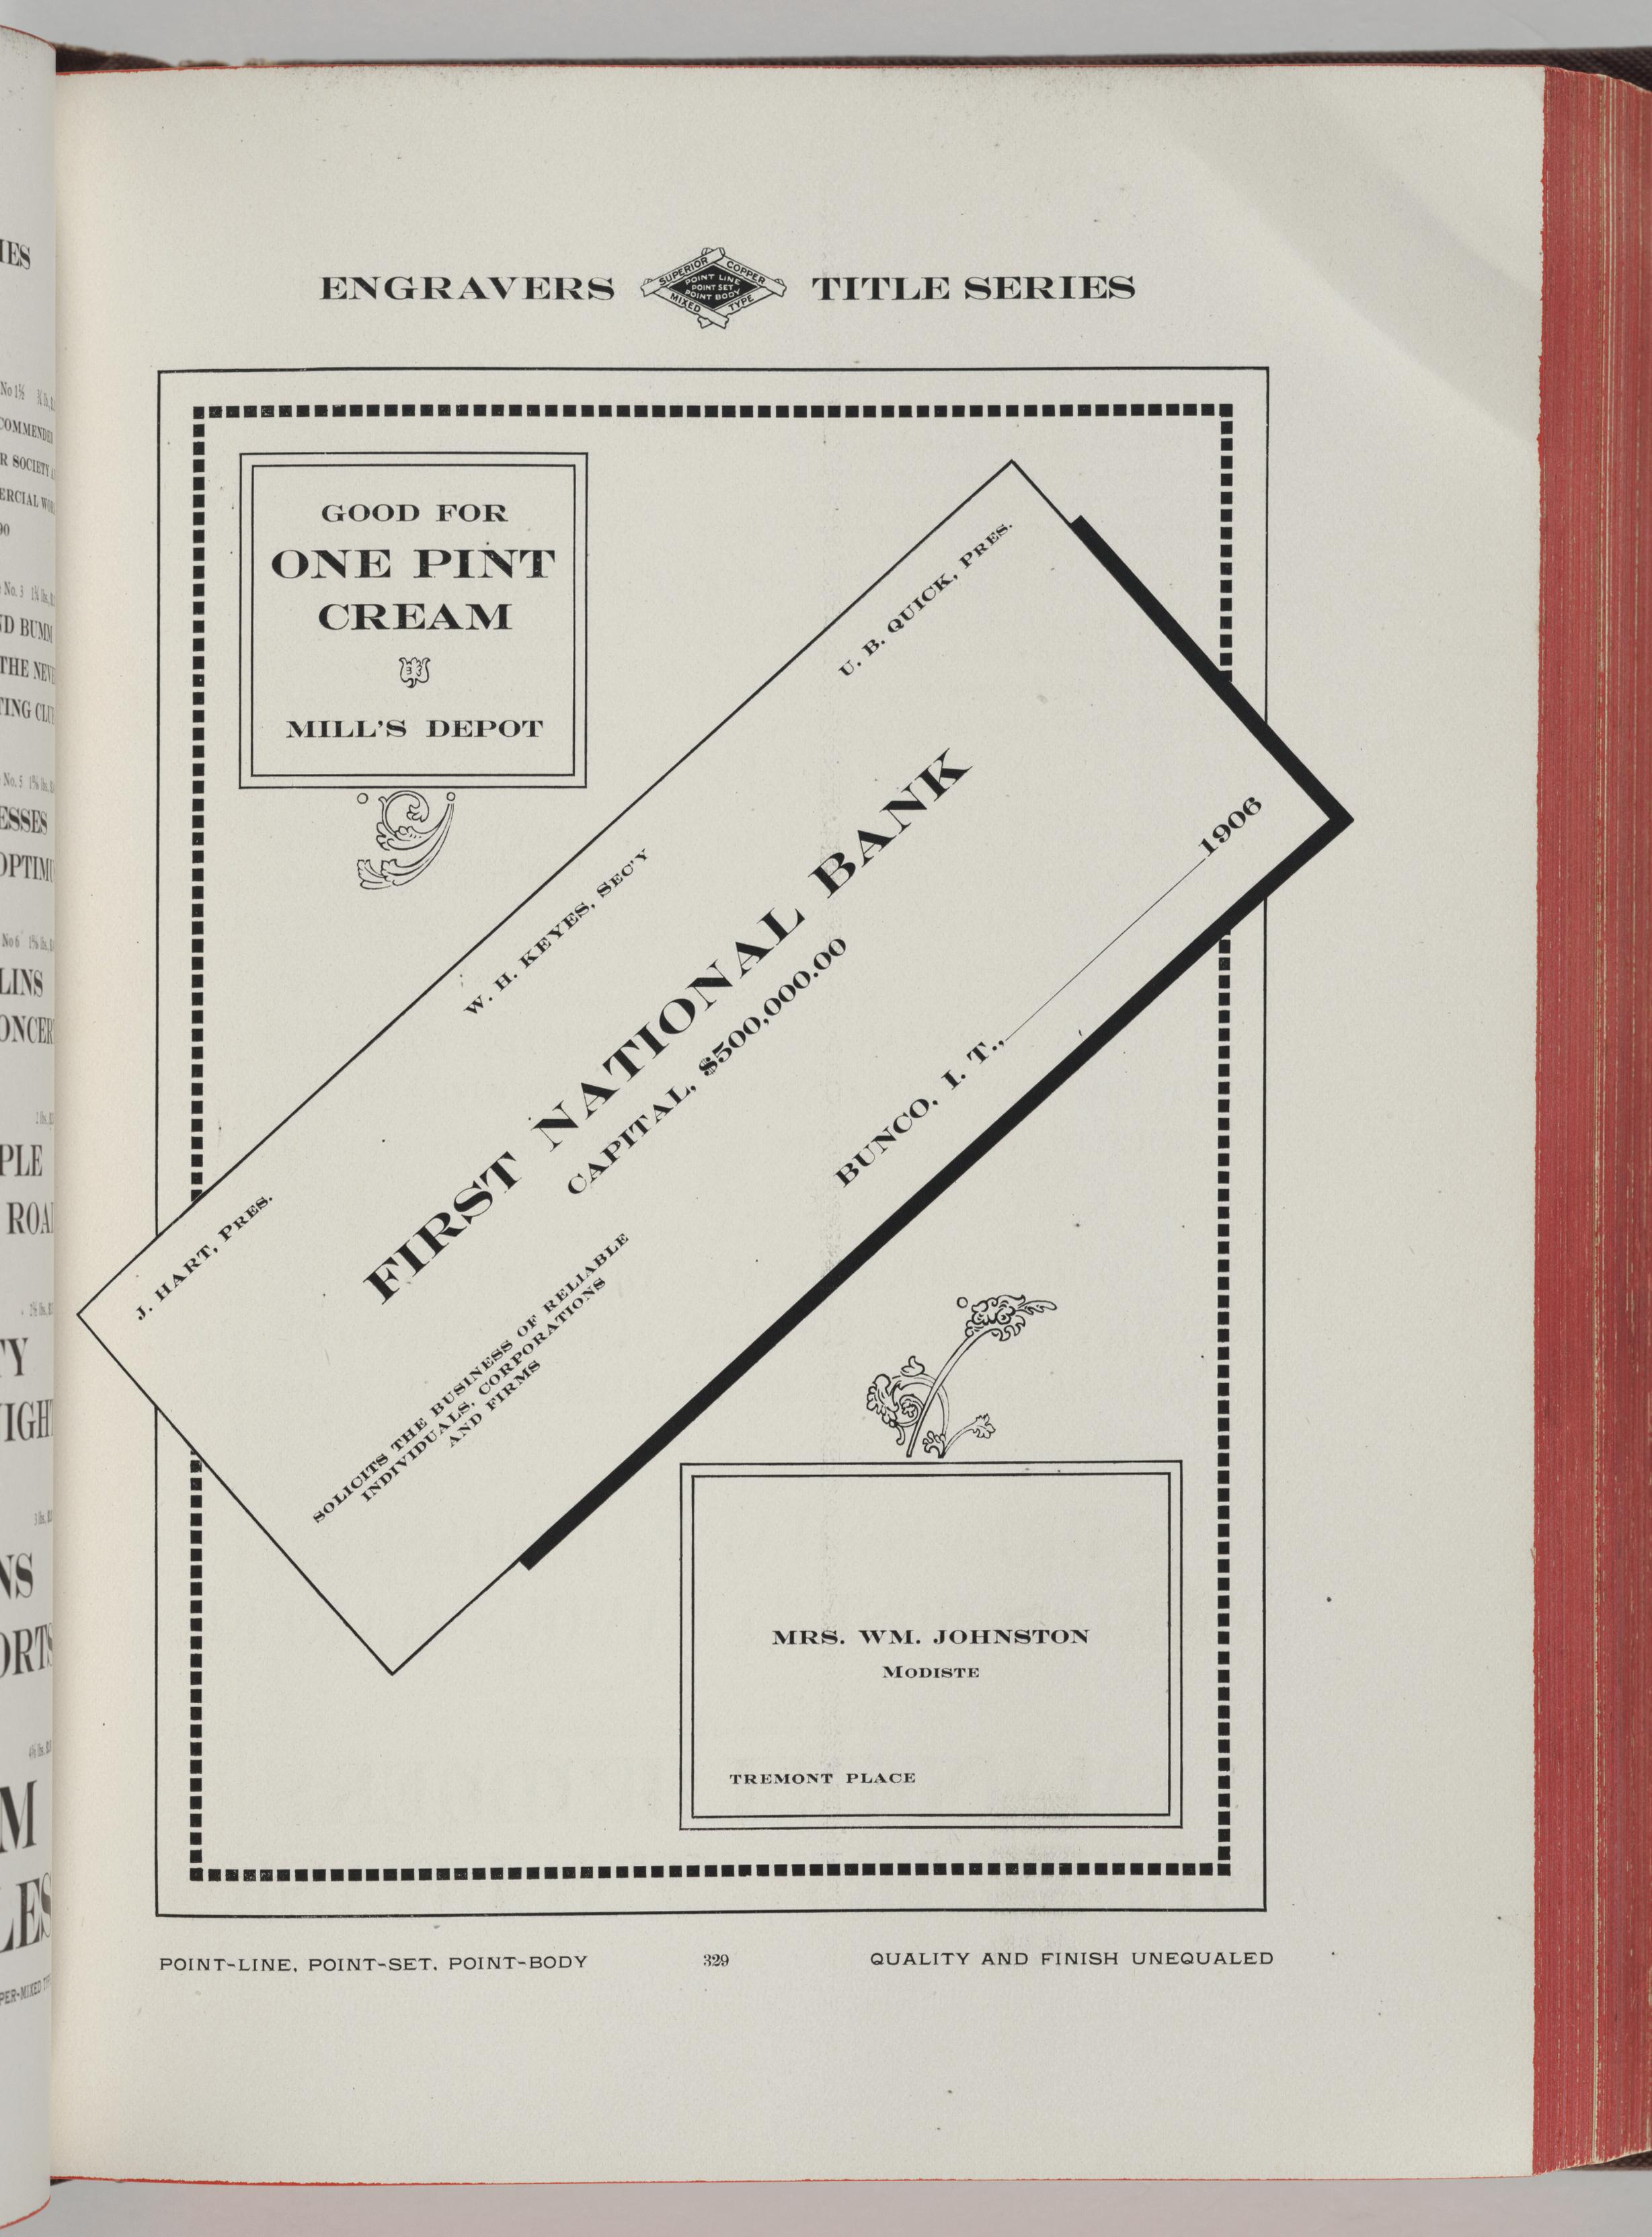 ENGRAVERS TITLE SERIES
SUPERIOR COPPER
POINT LINE
POINT SET
POINT BODY
MIXED TYPE
GOOD FOR
ONE PINT
CREAM
MILL'S DEPOT
J. HART, PRES.
W. H. KEYES, SEC'Y
U. B. QUICK, PRES.
FIRST NATIONAL BANK
CAPITAL, $500,000.00
SOLICITS THE BUSINESS OF RELIABLE
INDIVIDUALS, CORPORATIONS
AND FIRMS
BUNCO, I. T., 1906
MRS. WM. JOHNSTON
MODISTE
TREMONT PLACE
POINT-LINE, POINT-SET, POINT-BODY 329 QUALITY AND FINISH UNEQUALED